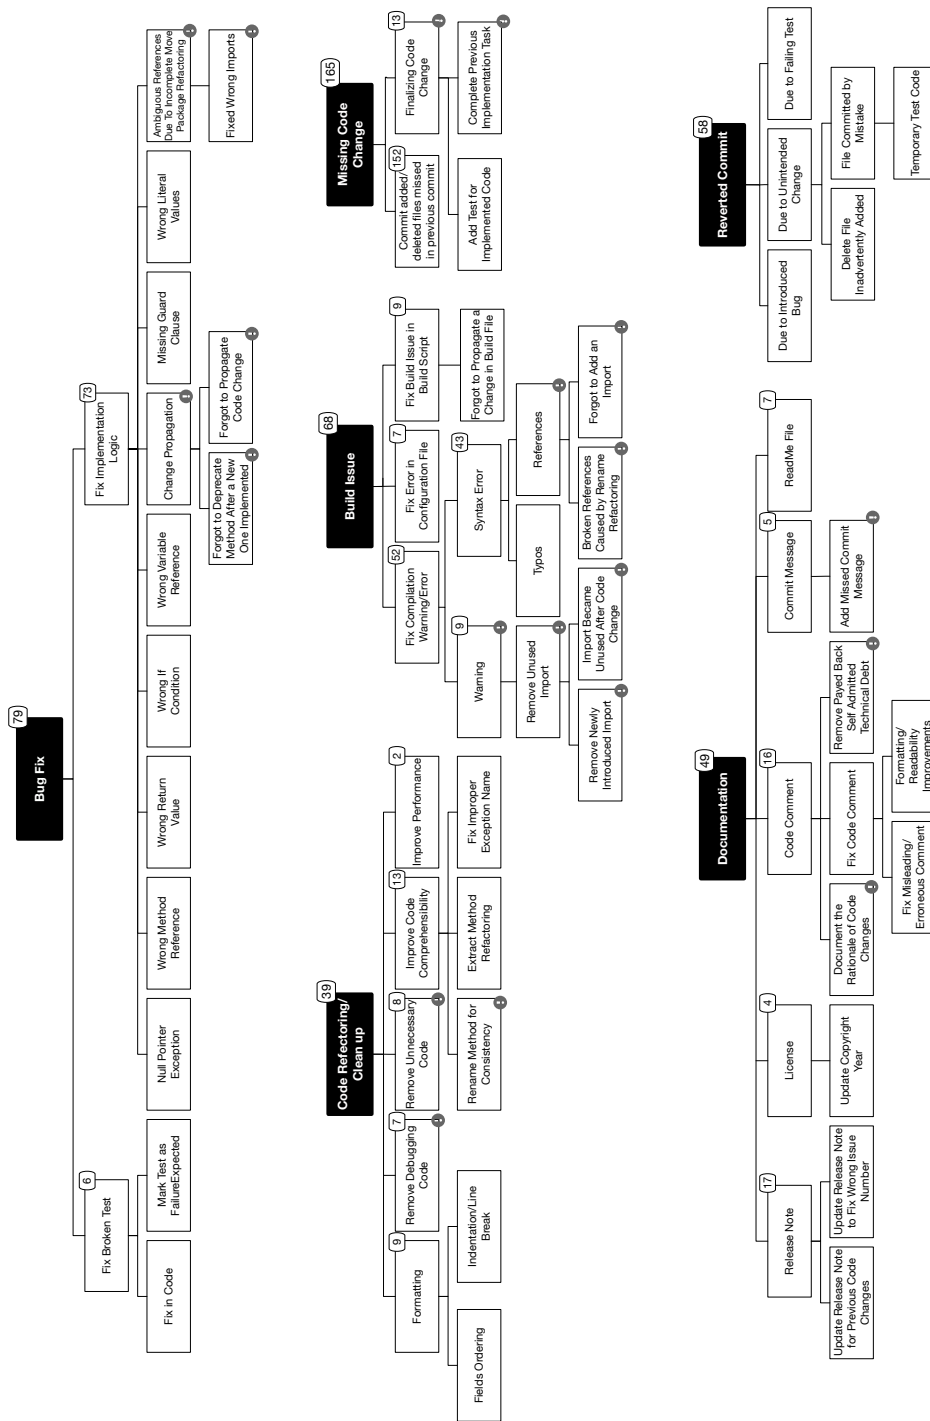 Bug Fix
79
Fix Broken Test
6
Fix in Code
Mark Test as
FailureExpected
Fix Implementation
Logic
73
Null Pointer
Exception
Wrong Method
Reference
Wrong Return
Value
Wrong If
Condition
Wrong Variable
Reference
Change Propagation
!
Forgot to Deprecate
Method After a New
One Implemented
!
Forgot to Propagate
Code Change
!
Missing Guard
Clause
Wrong Literal
Values
Ambiguous References
Due To Incomplete Move
Package Refactoring
!
Fixed Wrong Imports
!
Code Refectoring/
Clean up
39
Formatting
9
Fields Ordering
Indentation/Line
Break
Remove Debugging
Code
7
!
Remove Unnecessary
Code
8
!
Improve Code
Comprehensibility
13
Rename Method for
Consistency
!
Extract Method
Refactoring
Fix Improper
Exception Name
Improve Performance
2
Build Issue
68
Fix Compilation
Warning/Error
52
Warning
9
!
Remove Unused
Import
!
Remove Newly
Introduced Import
!
Import Became
Unused After Code
Change
!
Syntax Error
43
Typos
References
!
Broken References
Caused by Rename
Refactoring
!
Forgot to Add an
Import
!
Fix Error in
Configuration File
7
Fix Build Issue in
Build Script
9
Forgot to Propagate a
Change in Build File
Missing Code
Change
165
Commit added/
deleted files missed
in previous commit
152
Finalizing Code
Change
13
!
Add Test for
Implemented Code
Complete Previous
Implementation Task
!
Documentation
49
Release Note
17
Update Release Note
for Previous Code
Changes
Update Release Note
to Fix Wrong Issue
Number
License
4
Update Copyright
Year
Code Comment
16
Document the
Rationale of Code
Changes
!
Fix Code Comment
Fix Misleading/
Erroneous Comment
Formatting/
Readability
Improvements
Remove Payed Back
Self Admitted
Technical Debt
!
Commit Message
5
Add Missed Commit
Message
!
ReadMe File
7
Reverted Commit
58
Due to Introduced
Bug
Due to Unintended
Change
Delete File
Inadvertently Added
File Committed by
Mistake
Temporary Test Code
Due to Failing Test